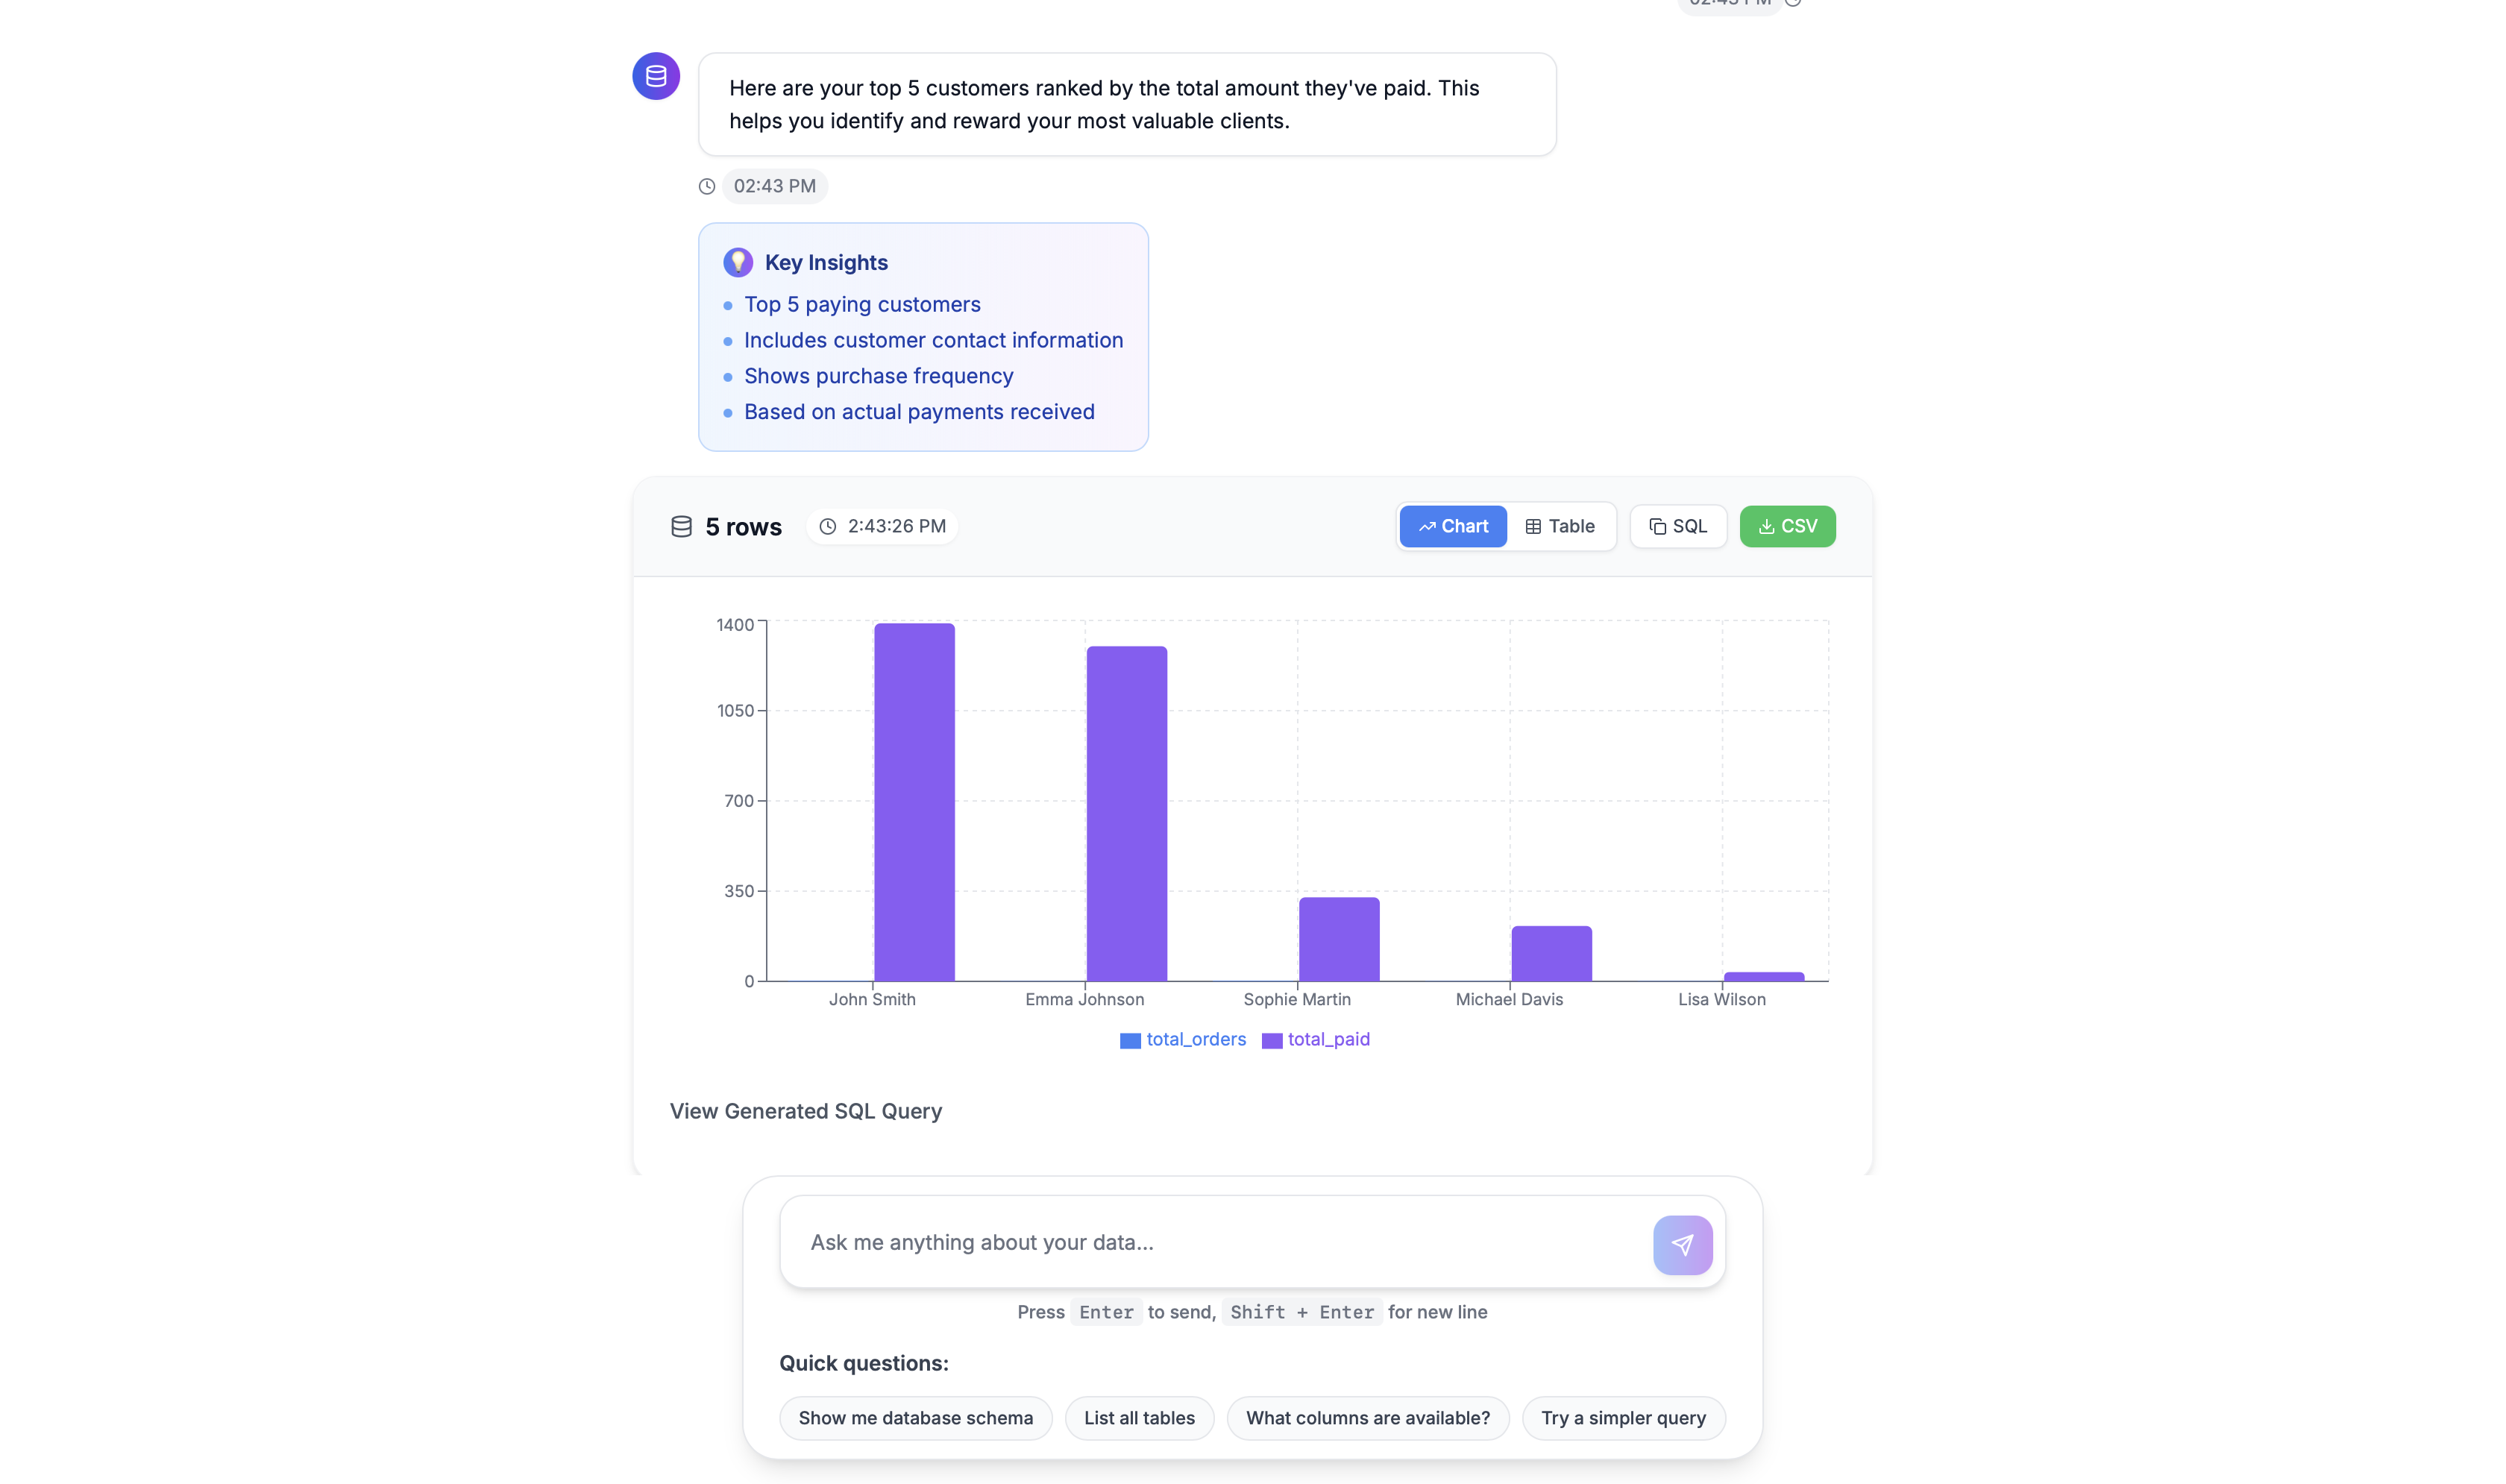 02:43 PM
Here are your top 5 customers ranked by the total amount they've paid. This
helps you identify and reward your most valuable clients.
02:43 PM
Key Insights
Top 5 paying customers
Includes customer contact information
Shows purchase frequency
Based on actual payments received
5 rows
2:43:26 PM
Chart
Table
SQL
CSV
1400
1050
700
350
0
John Smith
Emma Johnson
Sophie Martin
Michael Davis
Lisa Wilson
total_orders
total_paid
View Generated SQL Query
Ask me anything about your data...
Press Enter to send, Shift + Enter for new line
Quick questions:
Show me database schema
List all tables
What columns are available?
Try a simpler query